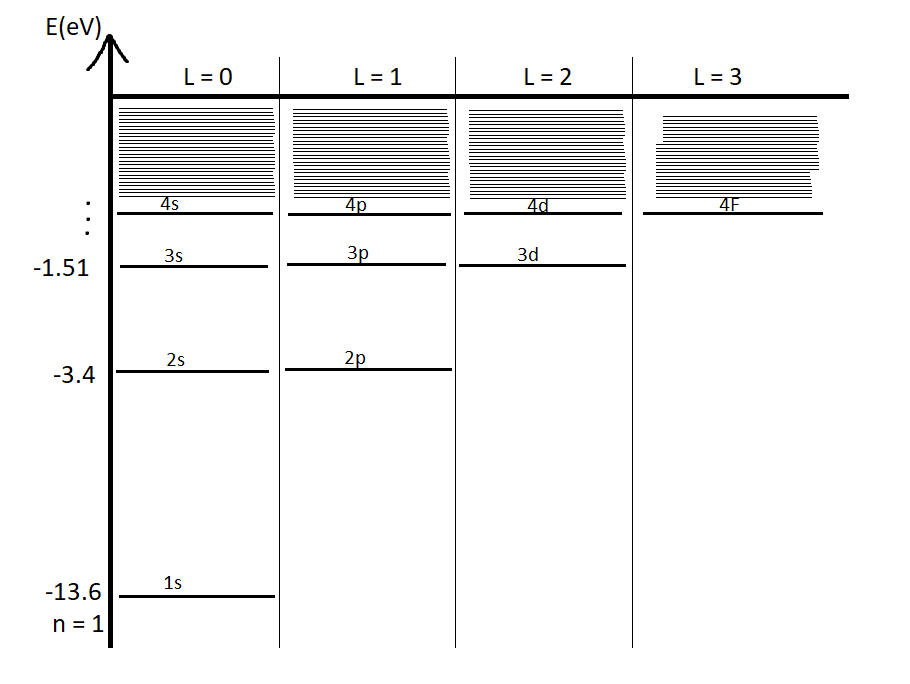 E(eV)
L = 0 L = 1 L = 2 L = 3
4s 4p 4d 4F
-1.51 3s 3p 3d
-3.4 2s 2p
-13.6 1s
n = 1